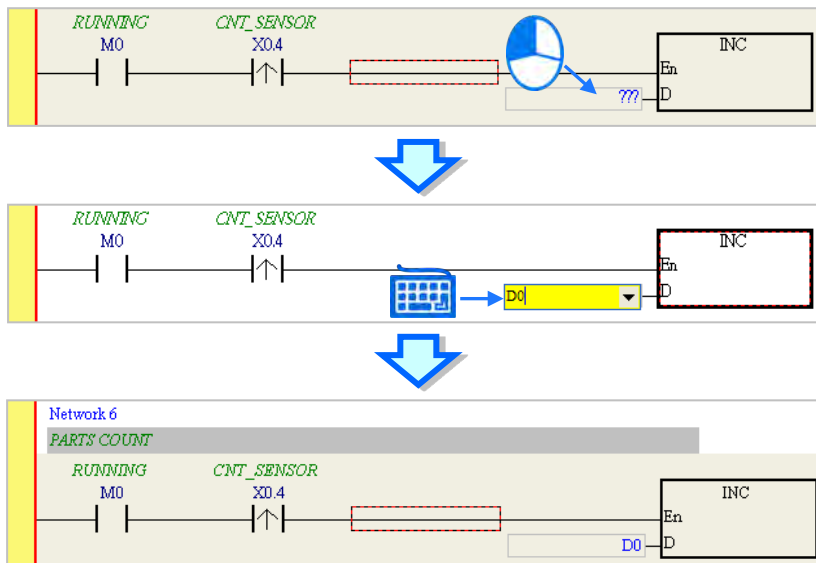 RUNNING CNT_SENSOR
M0 X0.4 INC
En
??? D
RUNNING CNT_SENSOR
M0 X0.4 INC
En
D0 D
Network 6
PARTS COUNT
RUNNING CNT_SENSOR
M0 X0.4 INC
En
D0 D